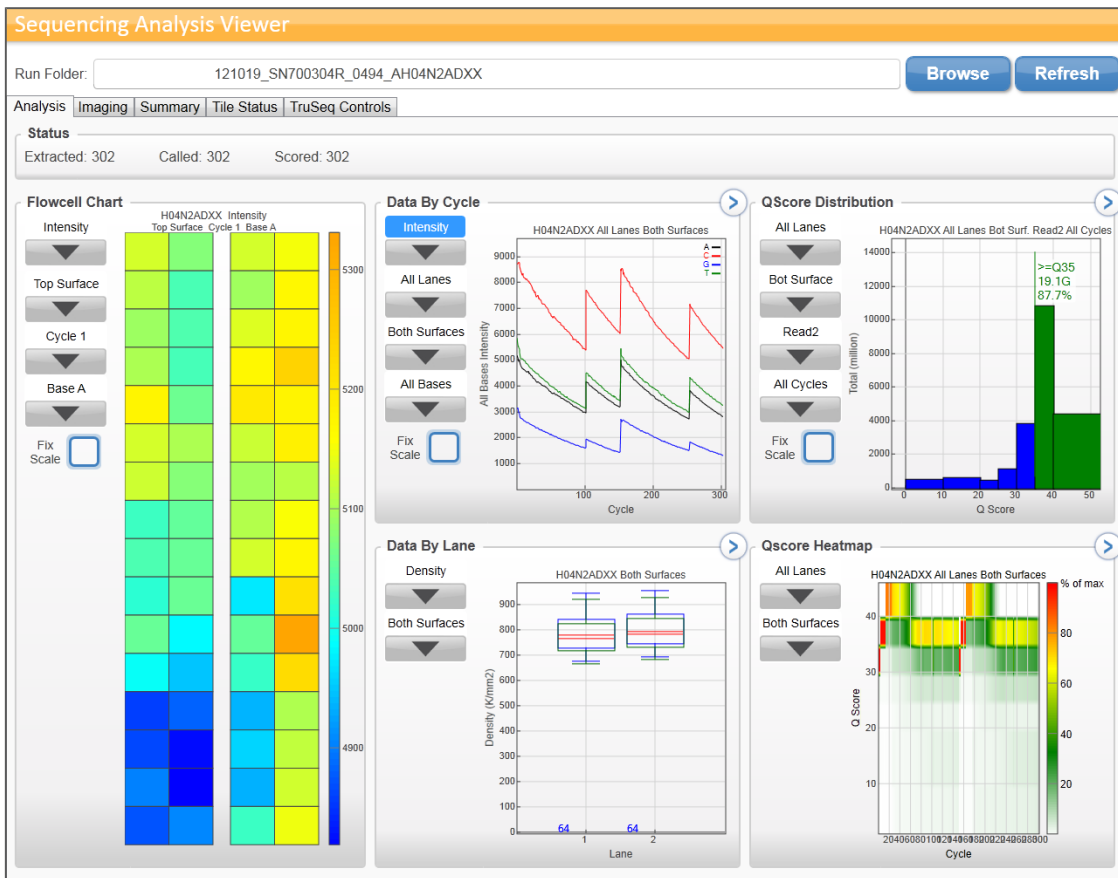 Sequencing Analysis Viewer
Run Folder: 121019_SN700304R_0494_AH04N2ADXX Browse Refresh
Analysis Imaging Summary Tile Status TruSeq Controls
Status
Extracted: 302 Called: 302 Scored: 302
Flowcell Chart
Intensity
Top Surface
Cycle 1
Base A
Fix
Scale
H04N2ADXX Intensity
Top Surface Cycle 1 Base A
5300
5200
5100
5000
4900
Data By Cycle
Intensity
All Lanes
Both Surfaces
All Bases
Fix
Scale
H04N2ADXX All Lanes Both Surfaces
A
C
G
T
All Bases Intensity
9000
8000
7000
6000
5000
4000
3000
2000
1000
100 200 300
Cycle
QScore Distribution
All Lanes
Bot Surface
Read2
All Cycles
Fix
Scale
H04N2ADXX All Lanes Bot Surf. Read2 All Cycles
>=Q35
19.1G
87.7%
Total (million)
14000
12000
10000
8000
6000
4000
2000
0
0 10 20 30 40 50
Q Score
Data By Lane
Density
Both Surfaces
H04N2ADXX Both Surfaces
Density (K/mm2)
900
800
700
600
500
400
300
200
100
0
64 64
1 2
Lane
Qscore Heatmap
All Lanes
Both Surfaces
H04N2ADXX All Lanes Both Surfaces
% of max
80
60
40
20
Q Score
40
30
20
10
Cycle